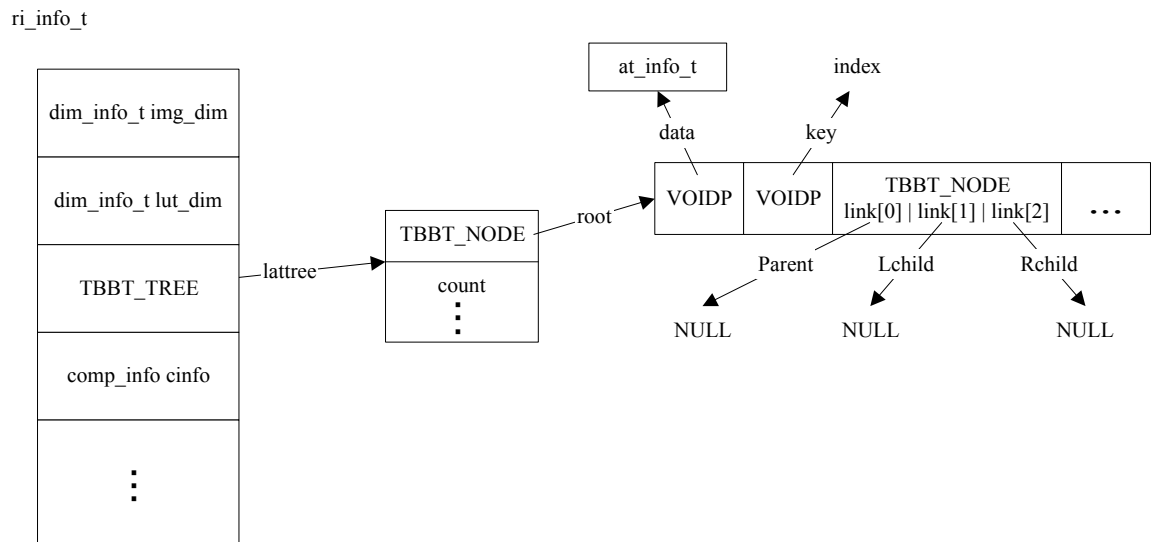 ri_info_t
dim_info_t img_dim
dim_info_t lut_dim
TBBT_TREE
comp_info cinfo
lattree
TBBT_NODE
count
root
at_info_t
index
data
key
VOIDP
VOIDP
TBBT_NODE
link[0] | link[1] | link[2]
...
Parent
Lchild
Rchild
NULL
NULL
NULL